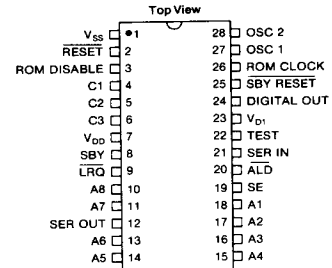 Top View
VSS •1 28 OSC 2
RESET 2 27 OSC 1
ROM DISABLE 3 26 ROM CLOCK
C1 4 25 SBY RESET
C2 5 24 DIGITAL OUT
C3 6 23 VD1
VDD 7 22 TEST
SBY 8 21 SER IN
LRQ 9 20 ALD
A8 10 19 SE
A7 11 18 A1
SER OUT 12 17 A2
A6 13 16 A3
A5 14 15 A4